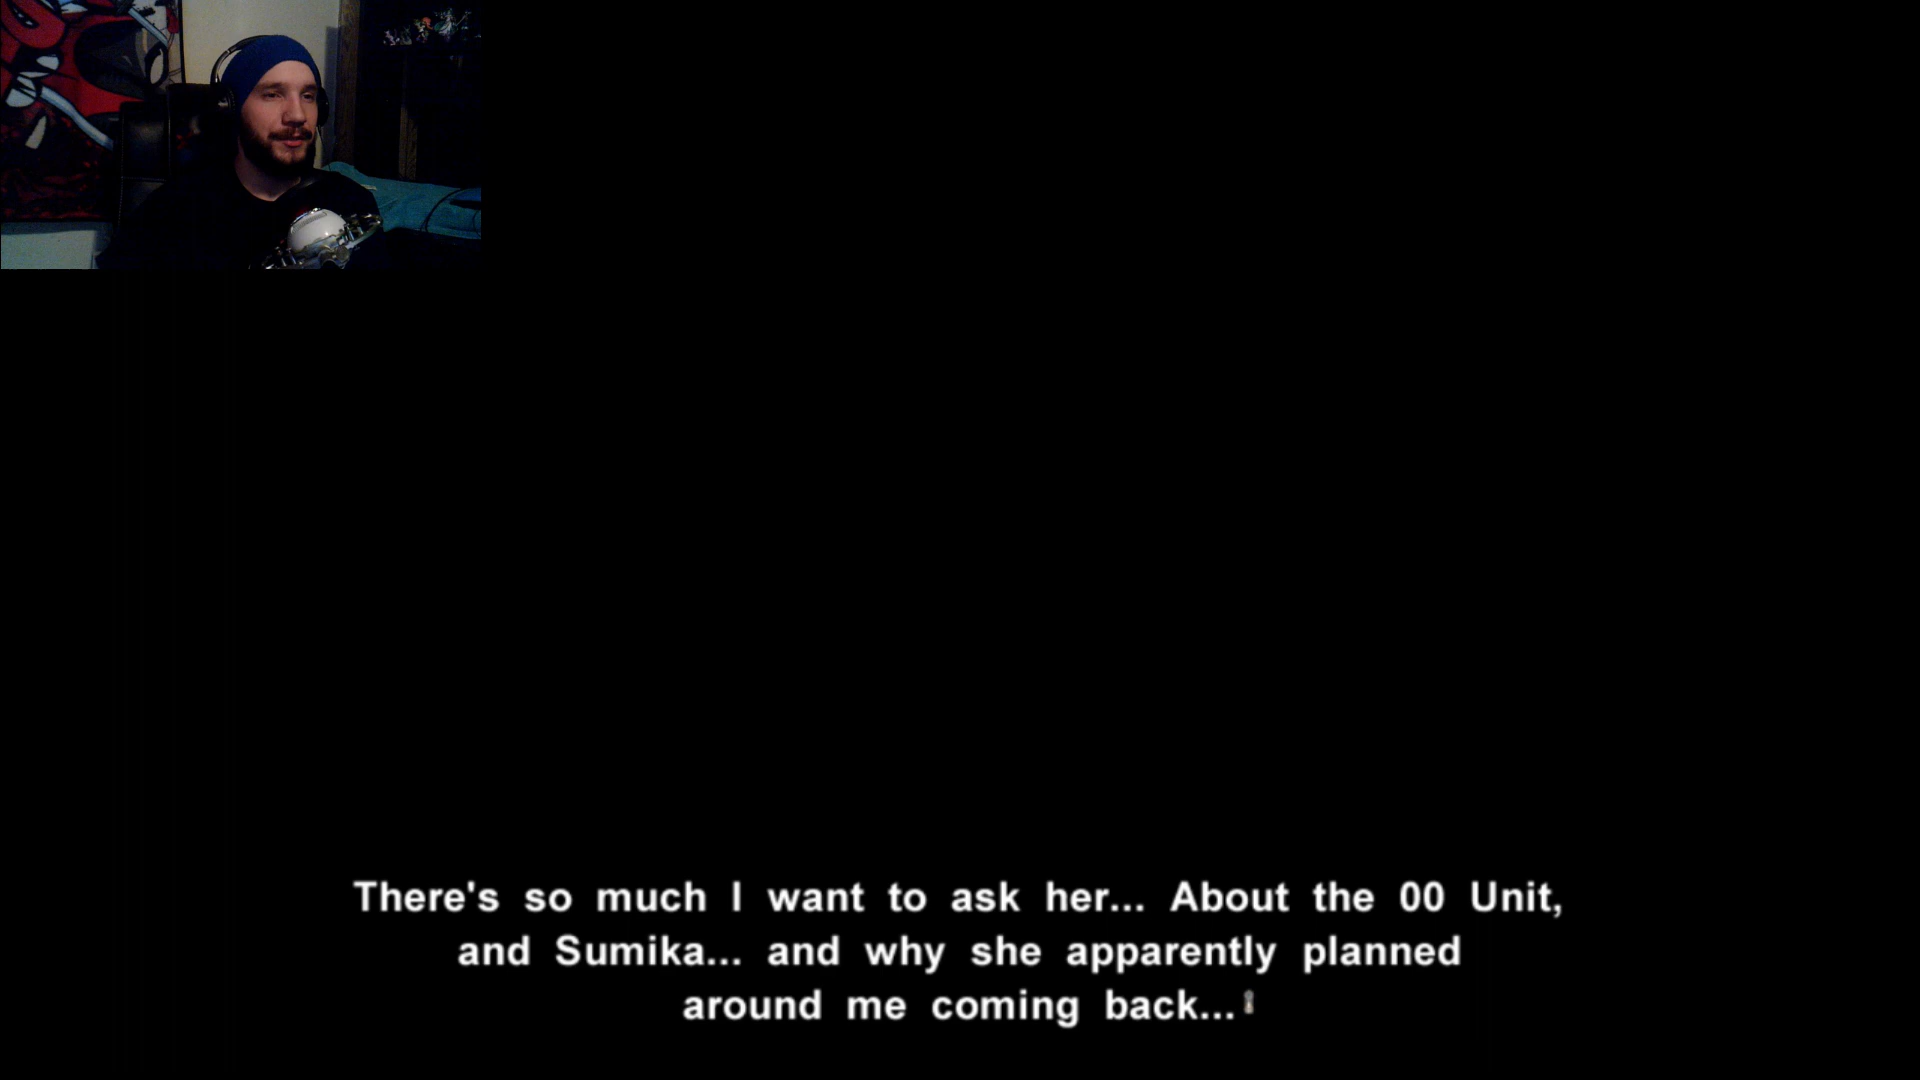 There's so much I want to ask her... About the 00 Unit,
and Sumika... and why she apparently planned
around me coming back...